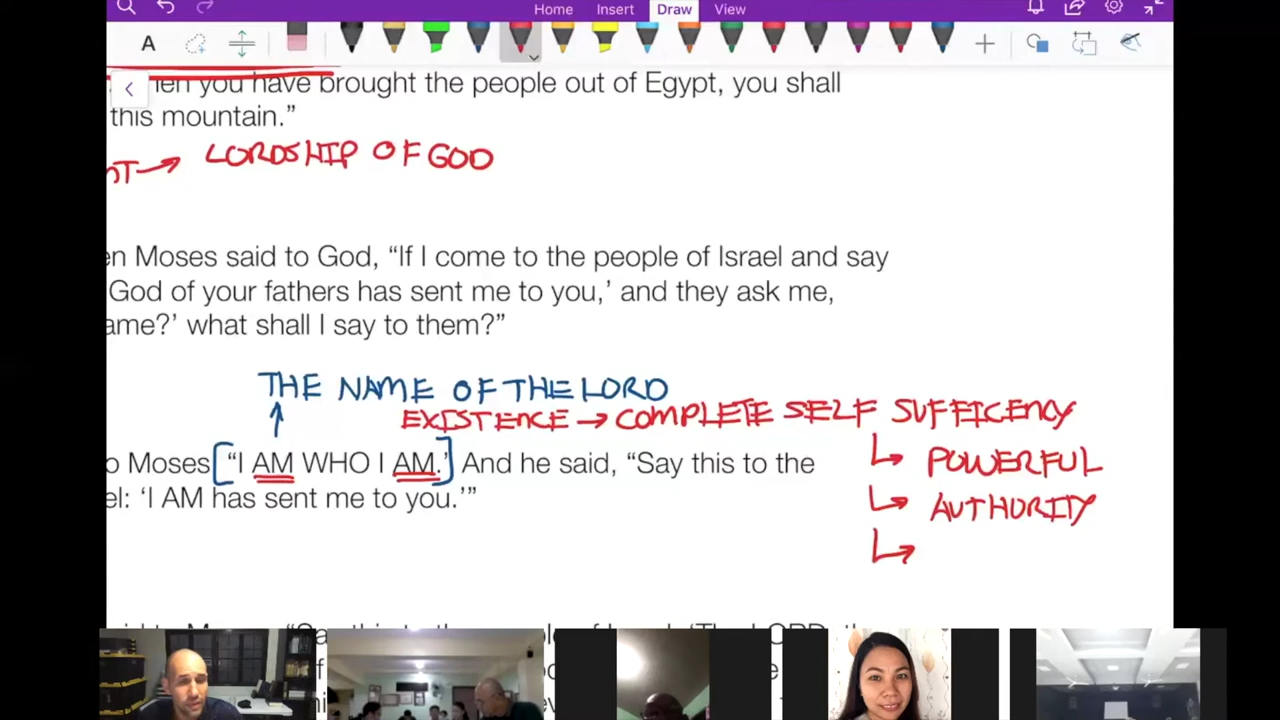 Home Insert Draw View
A
hen you have brought the people out of Egypt, you shall
this mountain.”
NT → LORDSHIP OF GOD
en Moses said to God, “If I come to the people of Israel and say
God of your fathers has sent me to you,’ and they ask me,
ame?’ what shall I say to them?”
THE NAME OF THE LORD
EXISTENCE → COMPLETE SELF SUFFICENCY
POWERFUL
AUTHORITY
o Moses [“I AM WHO I AM.”] And he said, “Say this to the
el: ‘I AM has sent me to you.’”